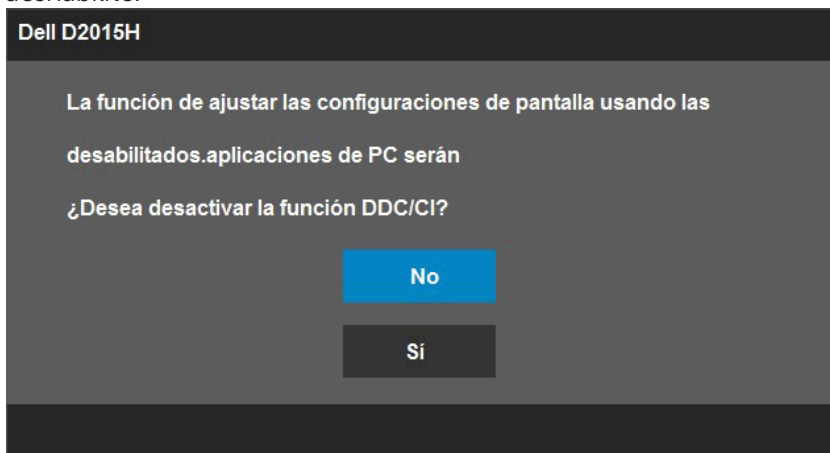 Dell D2015H
La función de ajustar las configuraciones de pantalla usando las
desabilitados.aplicaciones de PC serán
¿Desea desactivar la función DDC/CI?
No
Sí